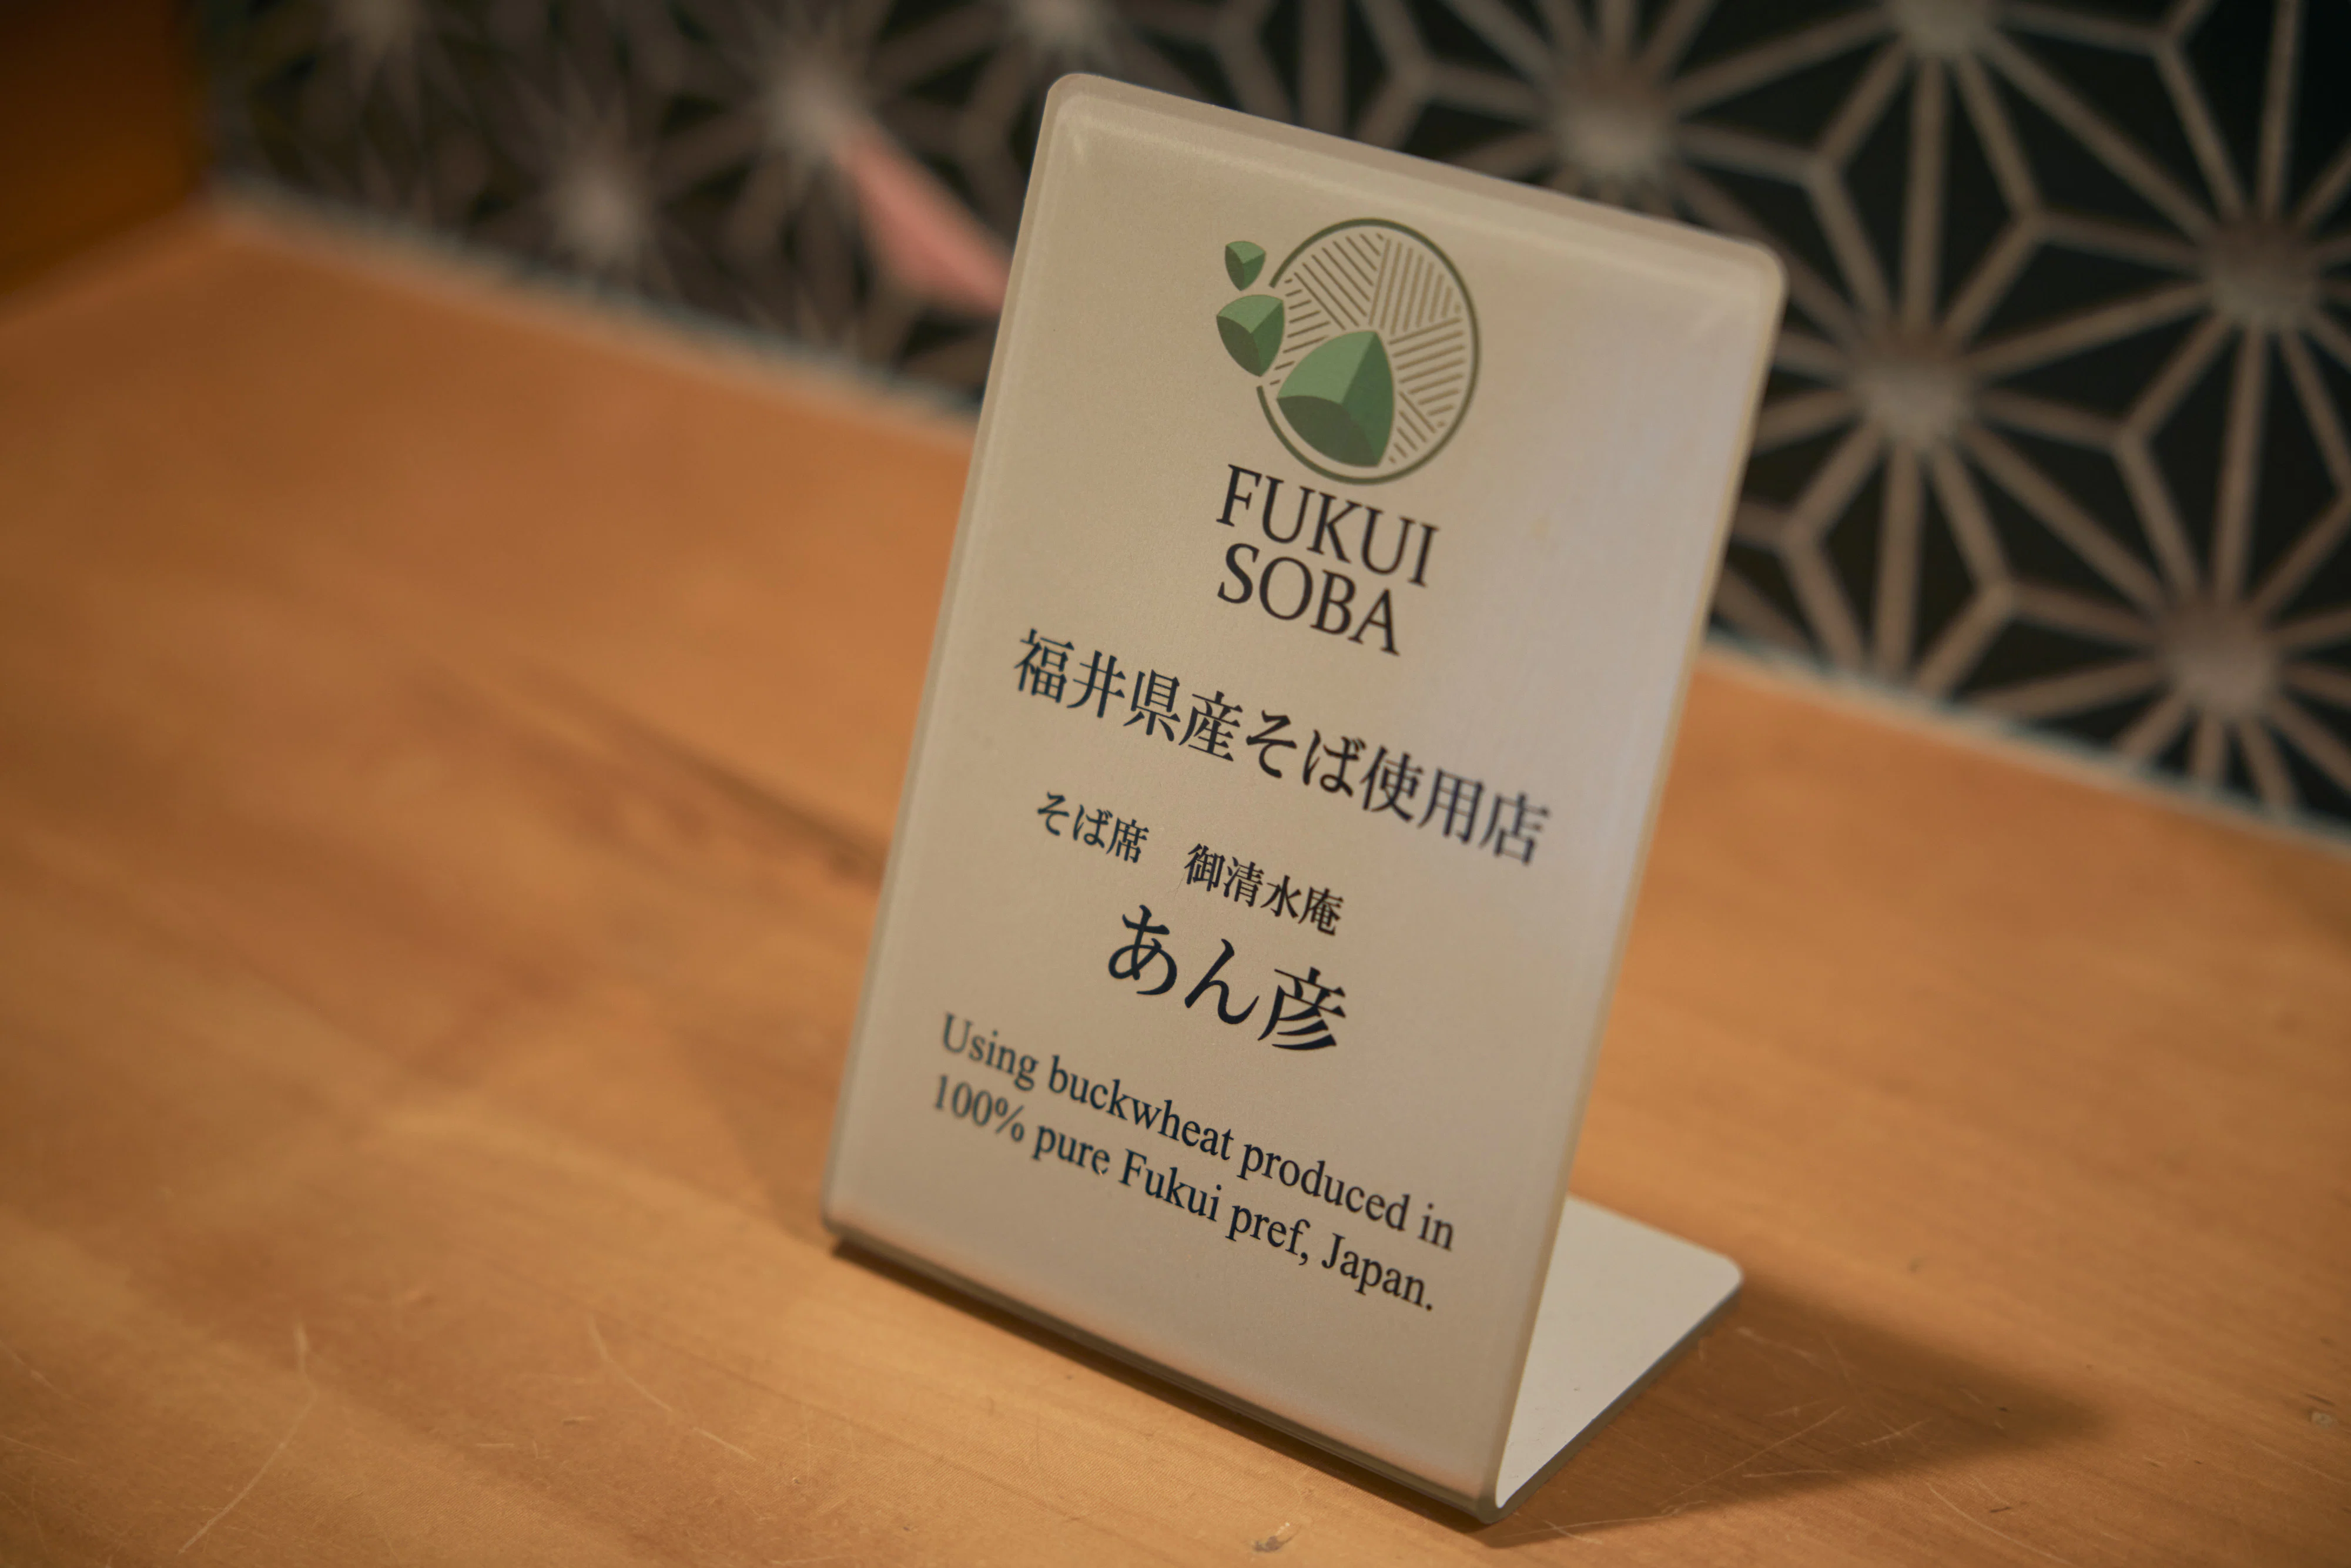 FUKUI
SOBA
福井県産そば使用店
そば席　御清水庵
あん彦
Using buckwheat produced in
100% pure Fukui pref, Japan.